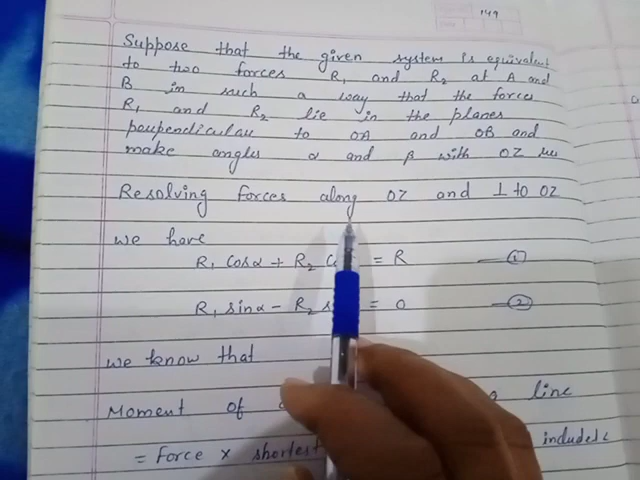 149
Suppose that the given system is equivalent
to two forces R₁ and R₂ at A and
B in such a way that the forces
R₁ and R₂ lie in the planes
perpendicular to OA and OB and
make angles α and β with OZ
Resolving forces along OZ and ⊥ to OZ
we have
R₁ cosα + R₂ = R —①
R₁ sinα - R₂ = 0 —②
we know that
Moment of line
= Force × shortest